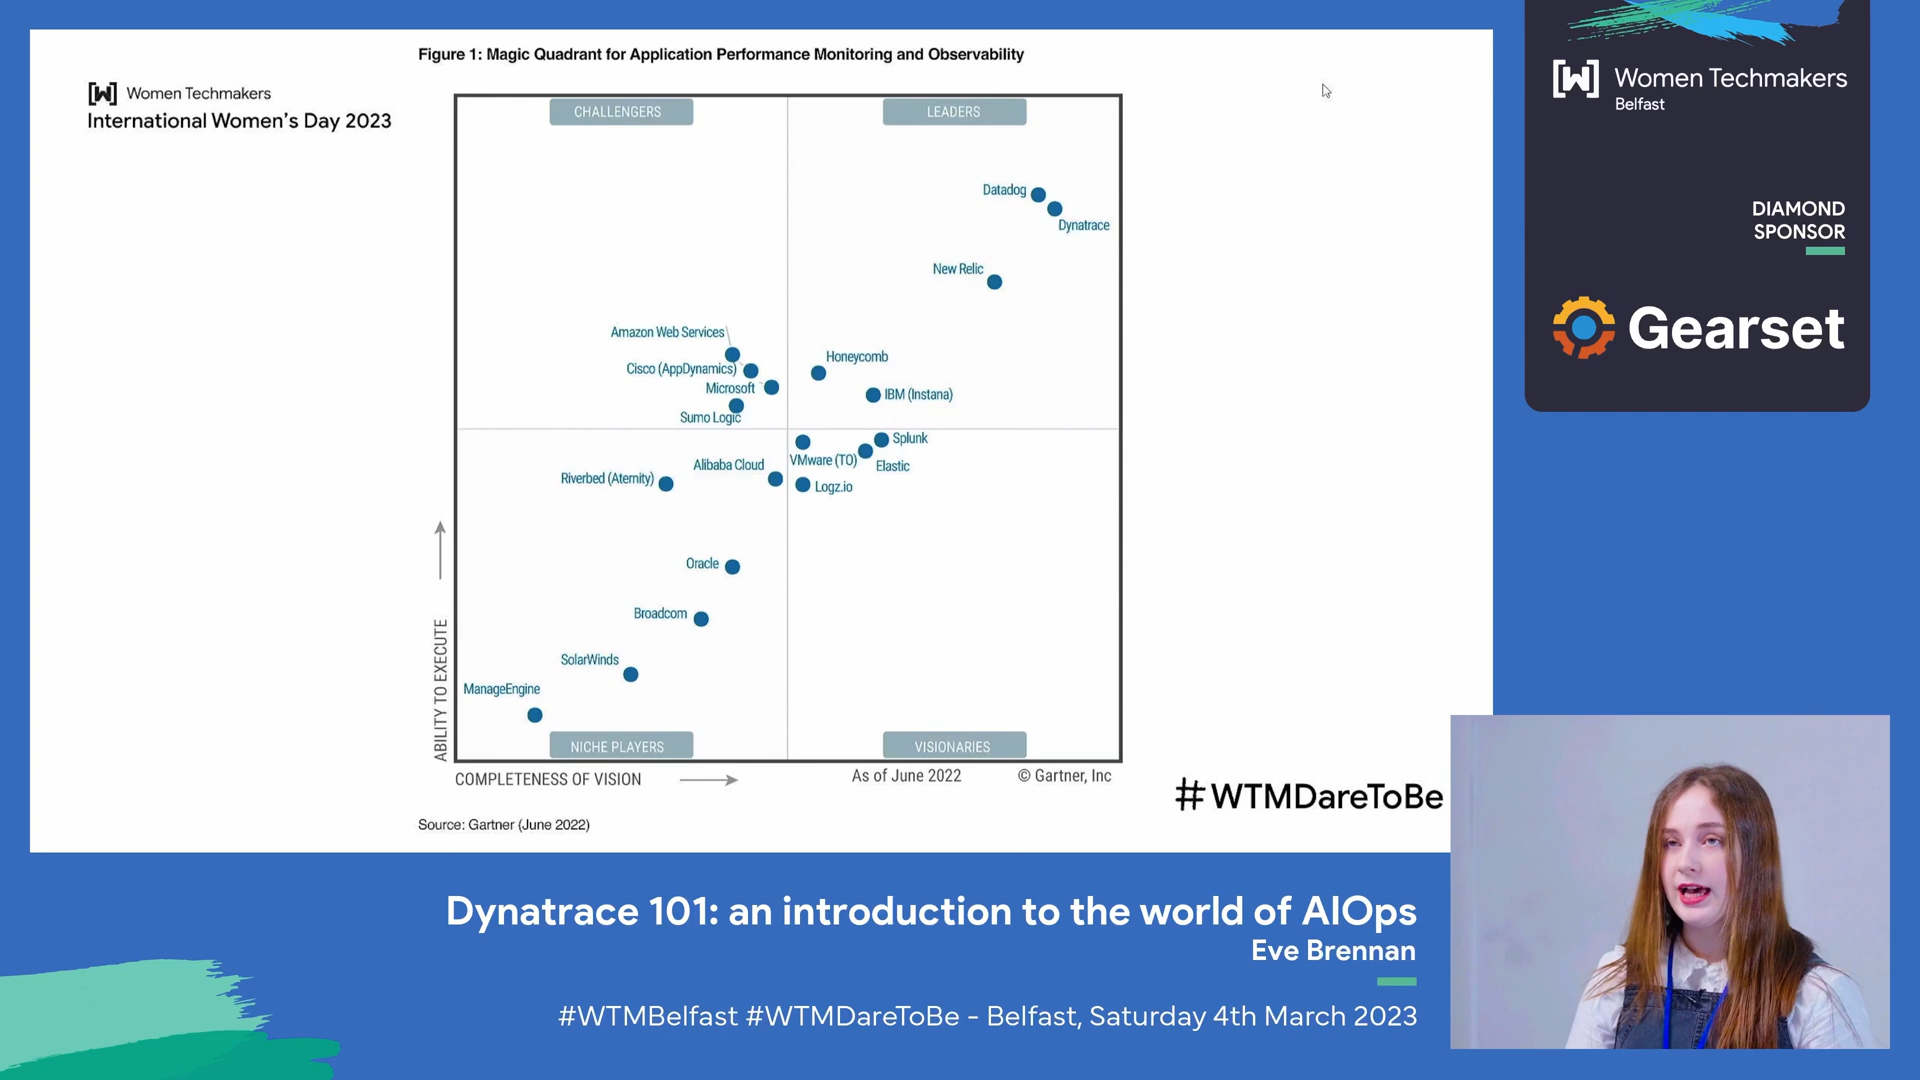 Figure 1: Magic Quadrant for Application Performance Monitoring and Observability
[W] Women Techmakers
International Women's Day 2023
CHALLENGERS
LEADERS
Datadog
Dynatrace
New Relic
Amazon Web Services
Cisco (AppDynamics)
Microsoft
Sumo Logic
Honeycomb
IBM (Instana)
Splunk
VMware (TO)
Elastic
Alibaba Cloud
Riverbed (Aternity)
Logz.io
Oracle
Broadcom
SolarWinds
ManageEngine
NICHE PLAYERS
VISIONARIES
ABILITY TO EXECUTE
COMPLETENESS OF VISION
As of June 2022
© Gartner, Inc
Source: Gartner (June 2022)
#WTMDareToBe
[W] Women Techmakers
Belfast
DIAMOND
SPONSOR
Gearset
Dynatrace 101: an introduction to the world of AIOps
Eve Brennan
#WTMBelfast #WTMDareToBe - Belfast, Saturday 4th March 2023